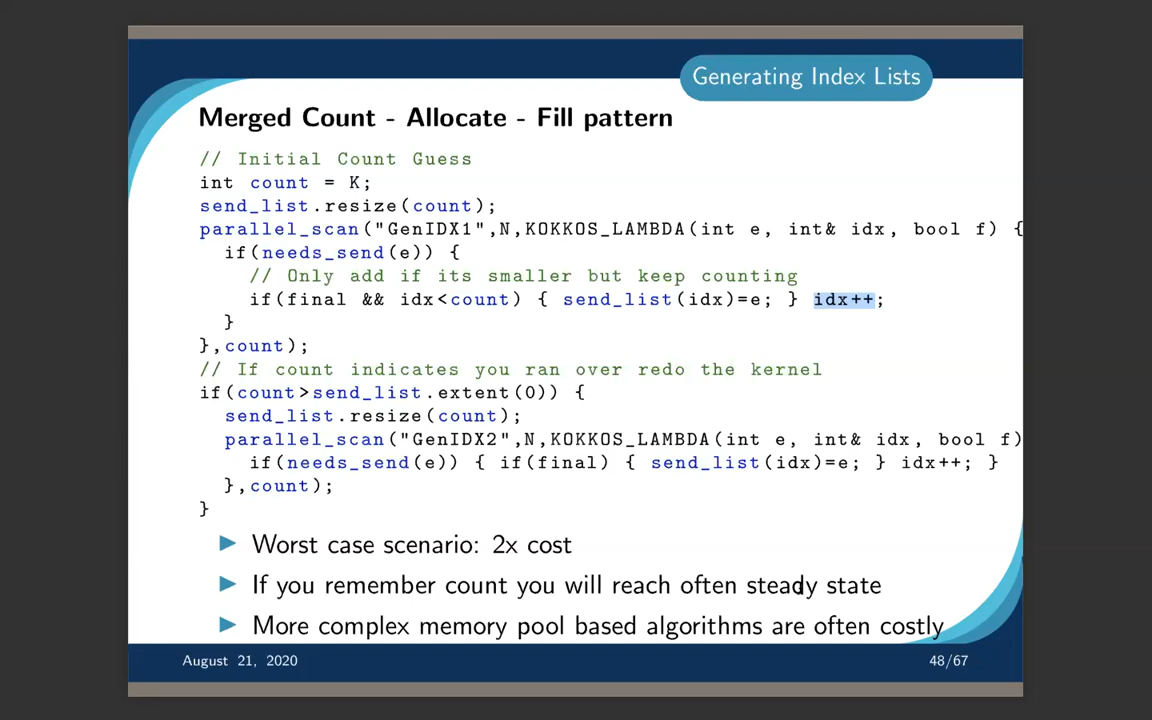 Generating Index Lists
Merged Count - Allocate - Fill pattern
// Initial Count Guess
int count = K;
send_list.resize(count);
parallel_scan("GenIDX1",N,KOKKOS_LAMBDA(int e, int& idx, bool f) {
if(needs_send(e)) {
// Only add if its smaller but keep counting
if(final && idx<count) { send_list(idx)=e; } idx++;
}
},count);
// If count indicates you ran over redo the kernel
if(count>send_list.extent(0)) {
send_list.resize(count);
parallel_scan("GenIDX2",N,KOKKOS_LAMBDA(int e, int& idx, bool f)
if(needs_send(e)) { if(final) { send_list(idx)=e; } idx++; }
},count);
}
▶ Worst case scenario: 2x cost
▶ If you remember count you will reach often steady state
▶ More complex memory pool based algorithms are often costly
August 21, 2020
48/67